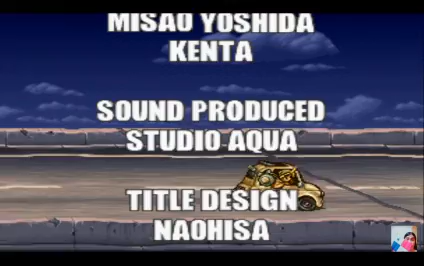 MISAO YOSHIDA
KENTA
SOUND PRODUCED
STUDIO AQUA
TITLE DESIGN
NAOHISA